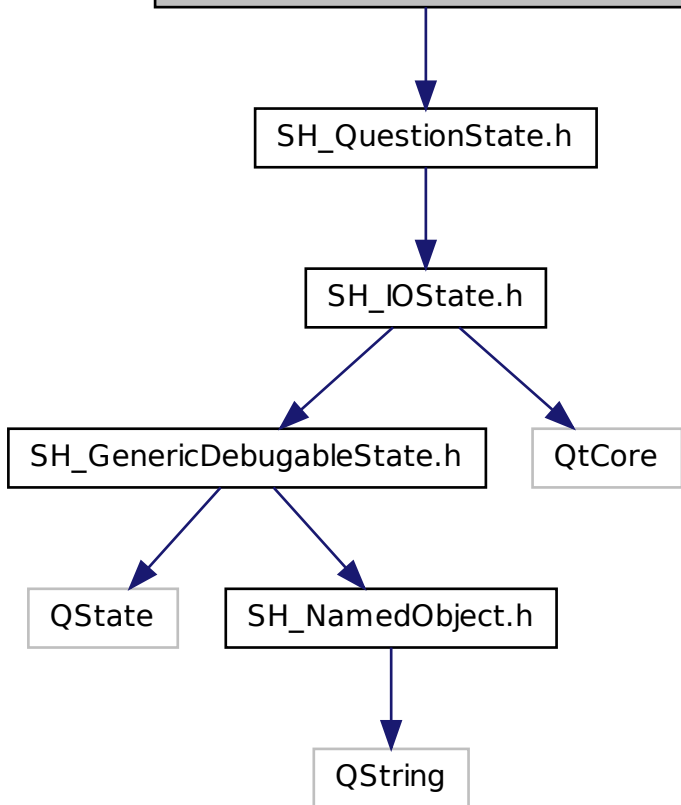 SH_QuestionState.h
SH_IOState.h
SH_GenericDebugableState.h
QtCore
QState
SH_NamedObject.h
QString